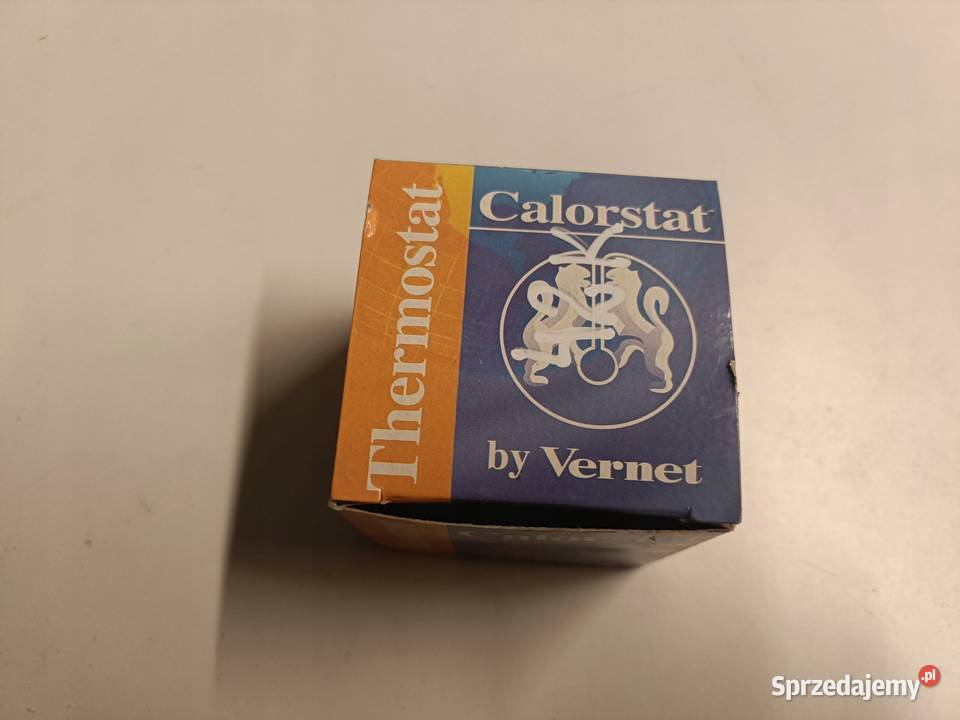 Thermostat
Calorstat
by Vernet
Sprzedajemy.pl